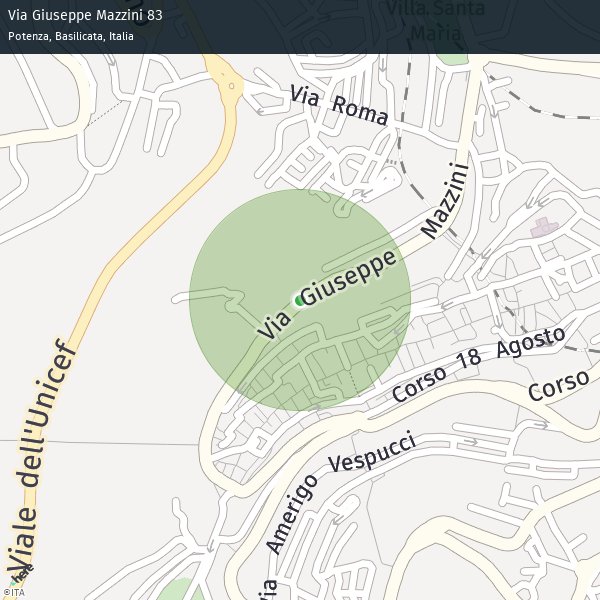 Via Giuseppe Mazzini 83
Potenza, Basilicata, Italia
Villa Santa
Maria
Via Roma
Via Giuseppe Mazzini
Corso 18 Agosto
Corso
Viale dell'Unicef
Via Amerigo Vespucci
here
©ITA